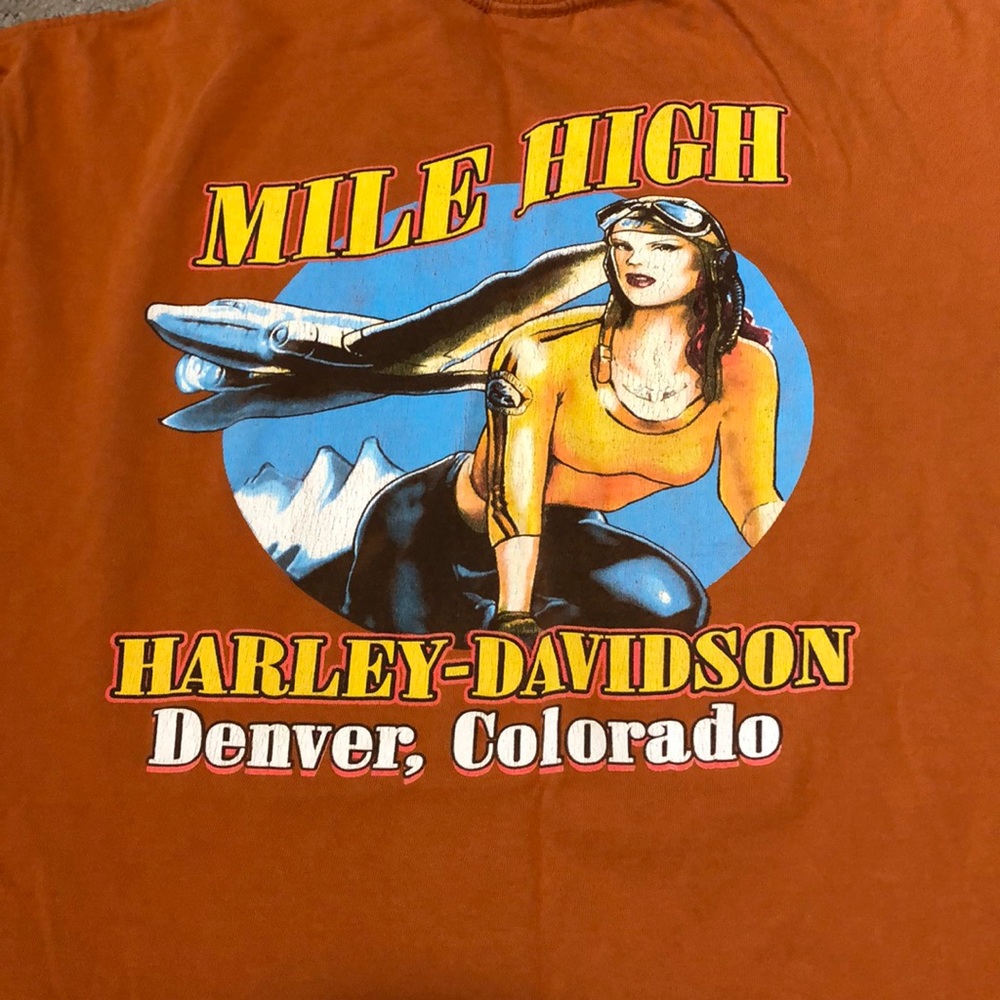 MILE HIGH
HARLEY-DAVIDSON
Denver, Colorado